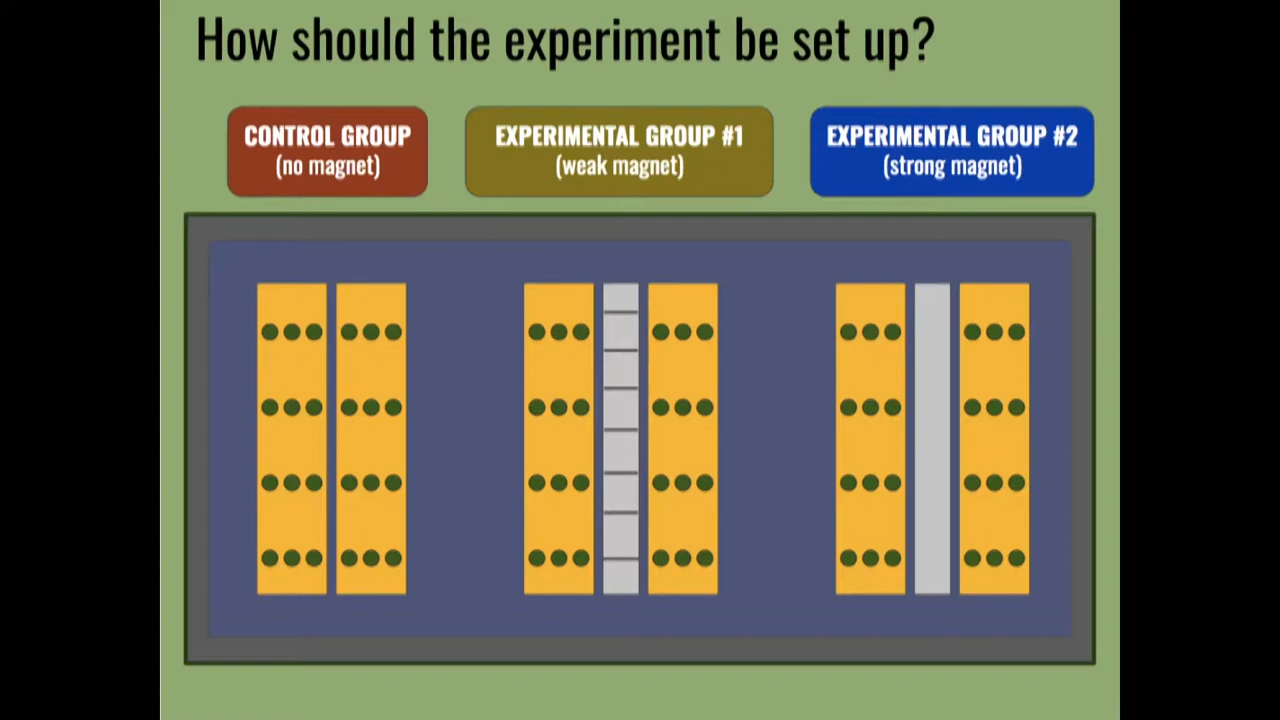 How should the experiment be set up?
CONTROL GROUP
(no magnet)
EXPERIMENTAL GROUP #1
(weak magnet)
EXPERIMENTAL GROUP #2
(strong magnet)